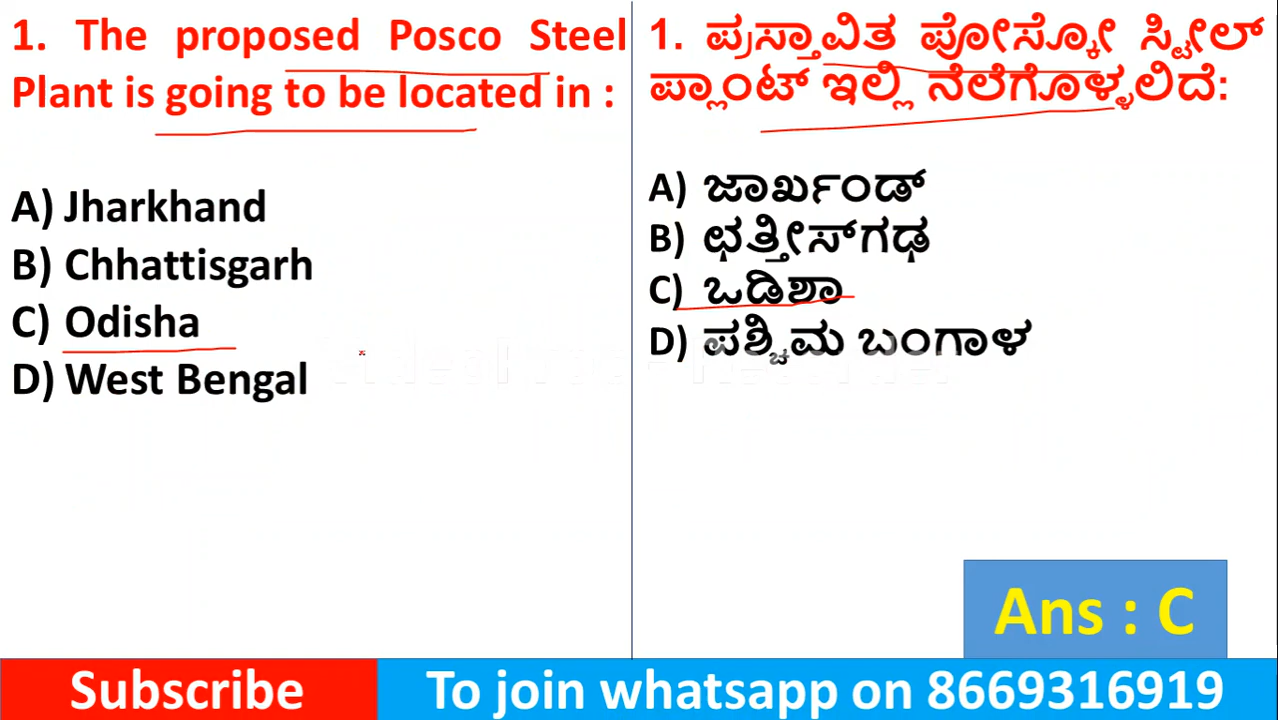 1. The proposed Posco Steel
Plant is going to be located in :
A) Jharkhand
B) Chhattisgarh
C) Odisha
D) West Bengal
1. ಪ್ರಸ್ತಾವಿತ ಪೋಸ್ಕೋ ಸ್ಟೀಲ್
ಪ್ಲಾಂಟ್ ಇಲ್ಲಿ ನೆಲೆಗೊಳ್ಳಲಿದೆ:
A) ಜಾರ್ಖಂಡ್
B) ಛತ್ತೀಸ್‌ಗಢ
C) ಒಡಿಶಾ
D) ಪಶ್ಚಿಮ ಬಂಗಾಳ
Ans : C
Subscribe
To join whatsapp on 8669316919